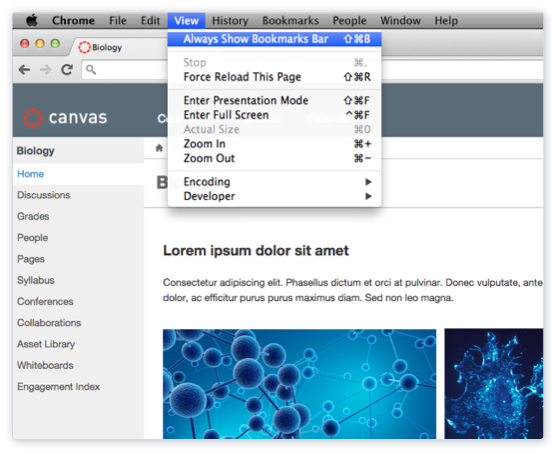 Chrome File Edit View History Bookmarks People Window Help
Always Show Bookmarks Bar ⇧⌘B
Biology
Stop ⌘.
Force Reload This Page ⇧⌘R
Enter Presentation Mode ⇧⌘F
Enter Full Screen ^⌘F
Actual Size ⌘0
Zoom In ⌘+
Zoom Out ⌘−
Encoding ▶
Developer ▶
canvas
Biology
Home
Discussions
Grades
People
Pages
Syllabus
Conferences
Collaborations
Asset Library
Whiteboards
Engagement Index
Lorem ipsum dolor sit amet
Consectetur adipiscing elit. Phasellus dictum et orci at pulvinar. Donec vulputate, ante
dolor, ac efficitur purus purus maximus diam. Sed non leo magna.